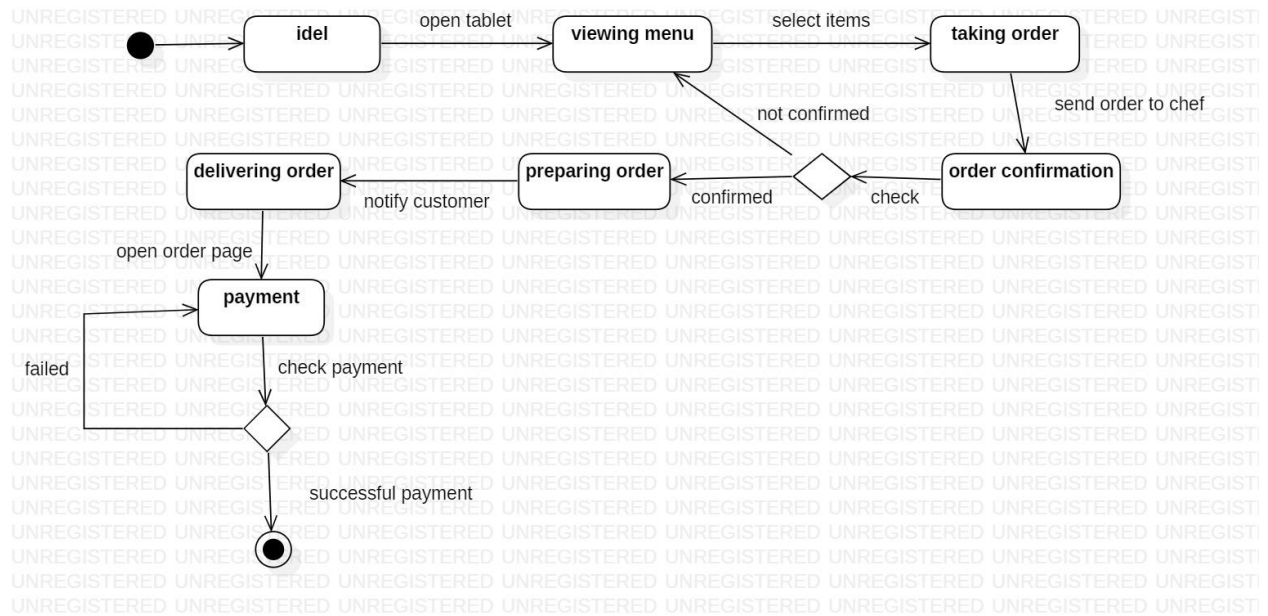 open tablet
select items
idel
viewing menu
taking order
not confirmed
send order to chef
delivering order
preparing order
order confirmation
notify customer
confirmed
check
open order page
payment
failed
check payment
successful payment
UNREGISTERED